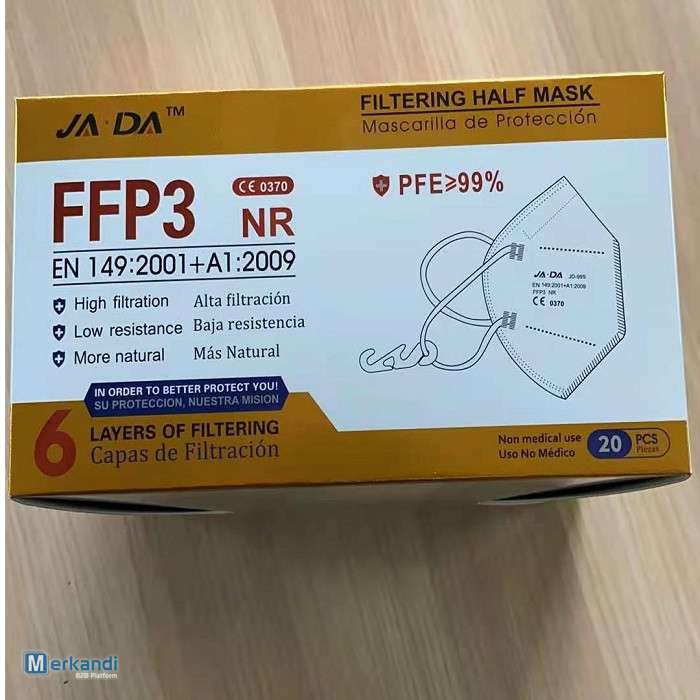 JA·DA™
FILTERING HALF MASK
Mascarilla de Protección
FFP3 NR
CE 0370
EN 149:2001+A1:2009
PFE≥99%
High filtration Alta filtración
Low resistance Baja resistencia
More natural Más Natural
JA·DA JD-99S
EN 149:2001+A1:2009
FFP3 NR
CE 0370
IN ORDER TO BETTER PROTECT YOU!
SU PROTECCION, NUESTRA MISION
6 LAYERS OF FILTERING
Capas de Filtración
Non medical use
Uso No Médico
20 PCS
Piezas
Merkandi
B2B Platform